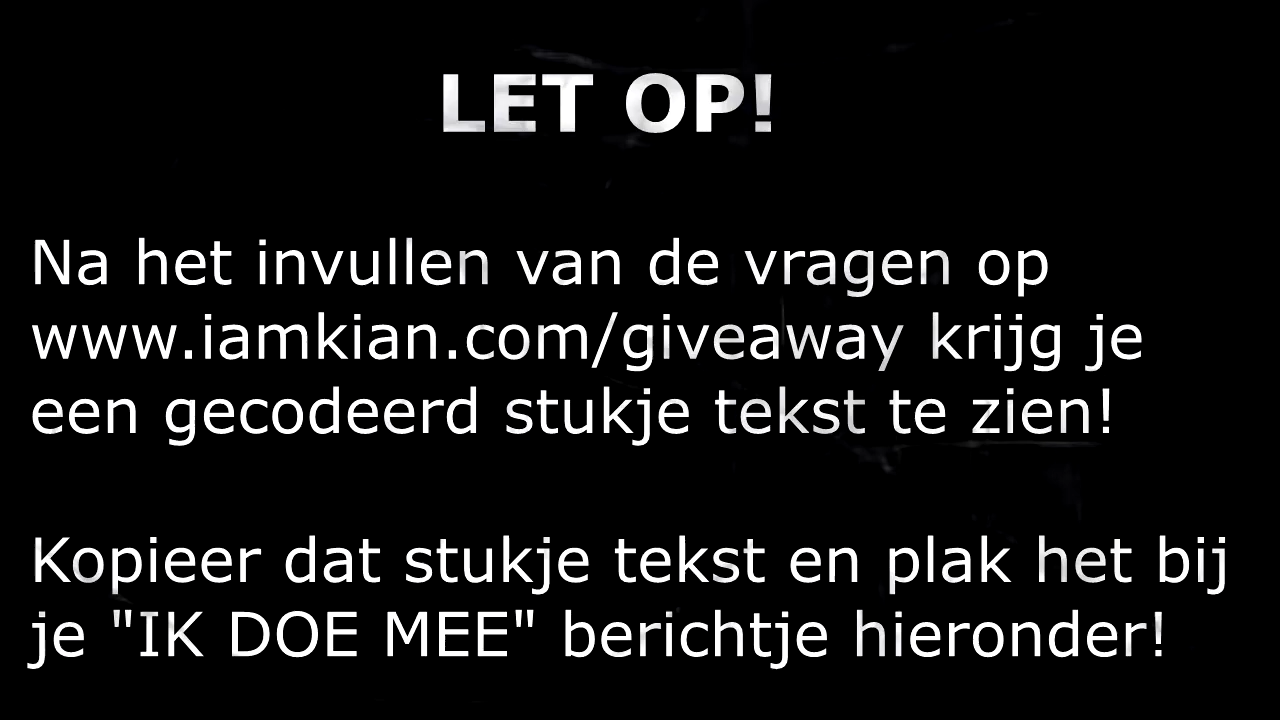 LET OP!
Na het invullen van de vragen op
www.iamkian.com/giveaway krijg je
een gecodeerd stukje tekst te zien!
Kopieer dat stukje tekst en plak het bij
je "IK DOE MEE" berichtje hieronder!